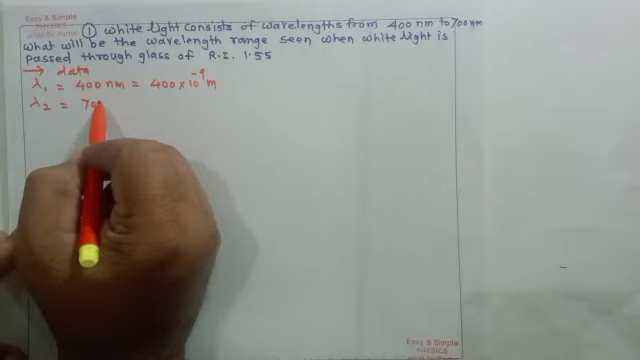 Easy & Simple
PHYSICS
① White light consists of wavelengths from 400 nm to 700 nm
what will be the wavelength range seen when white light is
passed through glass of R.I. 1.55
→ data
λ₁ = 400 nm = 400 × 10⁻⁹ m
λ₂ = 70
Easy & Simple
PHYSICS